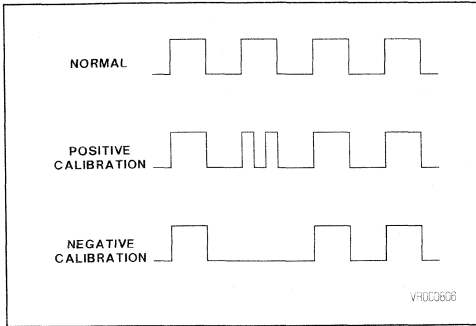 NORMAL
POSITIVE
CALIBRATION
NEGATIVE
CALIBRATION
VR000606